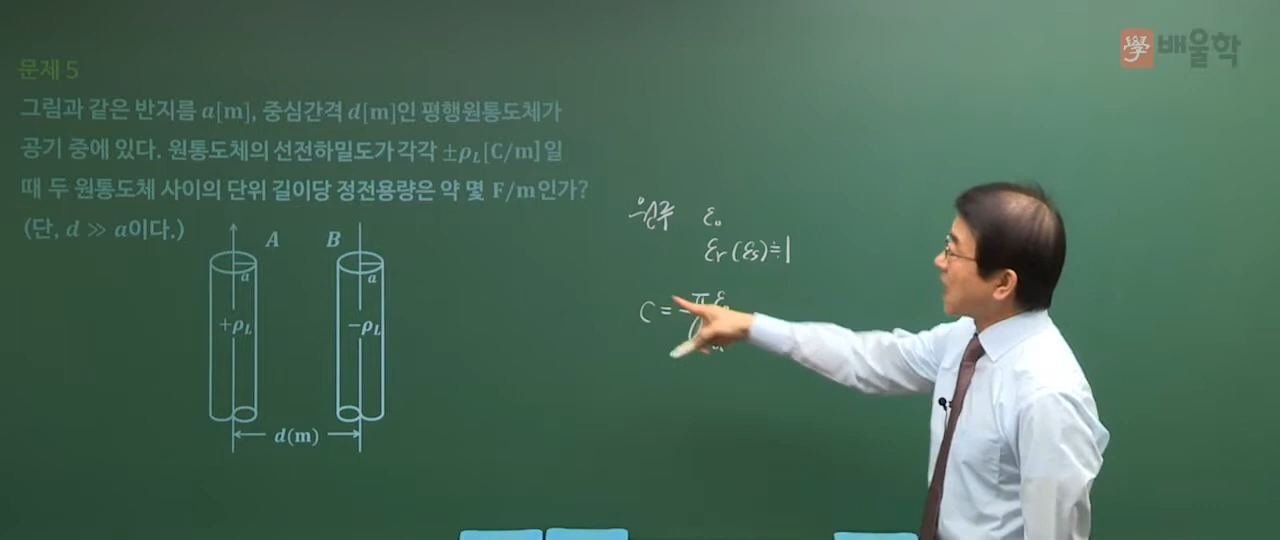 學 배울학
문제 5
그림과 같은 반지름 a[m], 중심간격 d[m]인 평행원통도체가
공기 중에 있다. 원통도체의 선전하밀도가 각각 ±ρL[C/m]일
때 두 원통도체 사이의 단위 길이당 정전용량은 약 몇 F/m인가?
(단, d ≫ a이다.)
A B
a a
+ρL −ρL
d(m)
ε₀
εr (εs)≒1
C = π ε